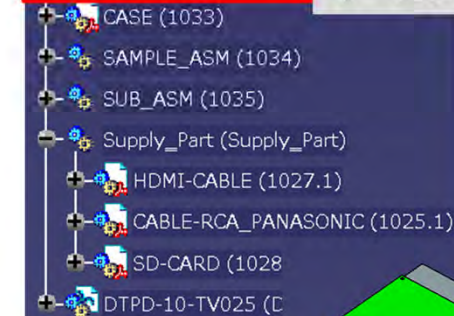 CASE (1033)
SAMPLE_ASM (1034)
SUB_ASM (1035)
Supply_Part (Supply_Part)
HDMI-CABLE (1027.1)
CABLE-RCA_PANASONIC (1025.1)
SD-CARD (1028
DTPD-10-TV025 (D